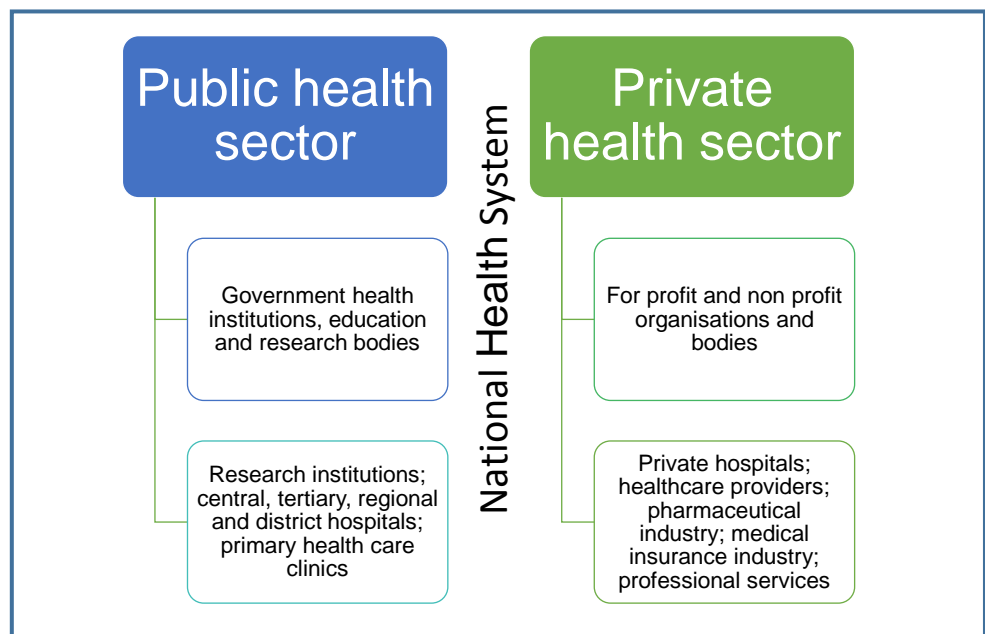 Public health
sector
Government health
institutions, education
and research bodies
Research institutions;
central, tertiary, regional
and district hospitals;
primary health care
clinics
National Health System
Private
health sector
For profit and non profit
organisations and
bodies
Private hospitals;
healthcare providers;
pharmaceutical
industry; medical
insurance industry;
professional services